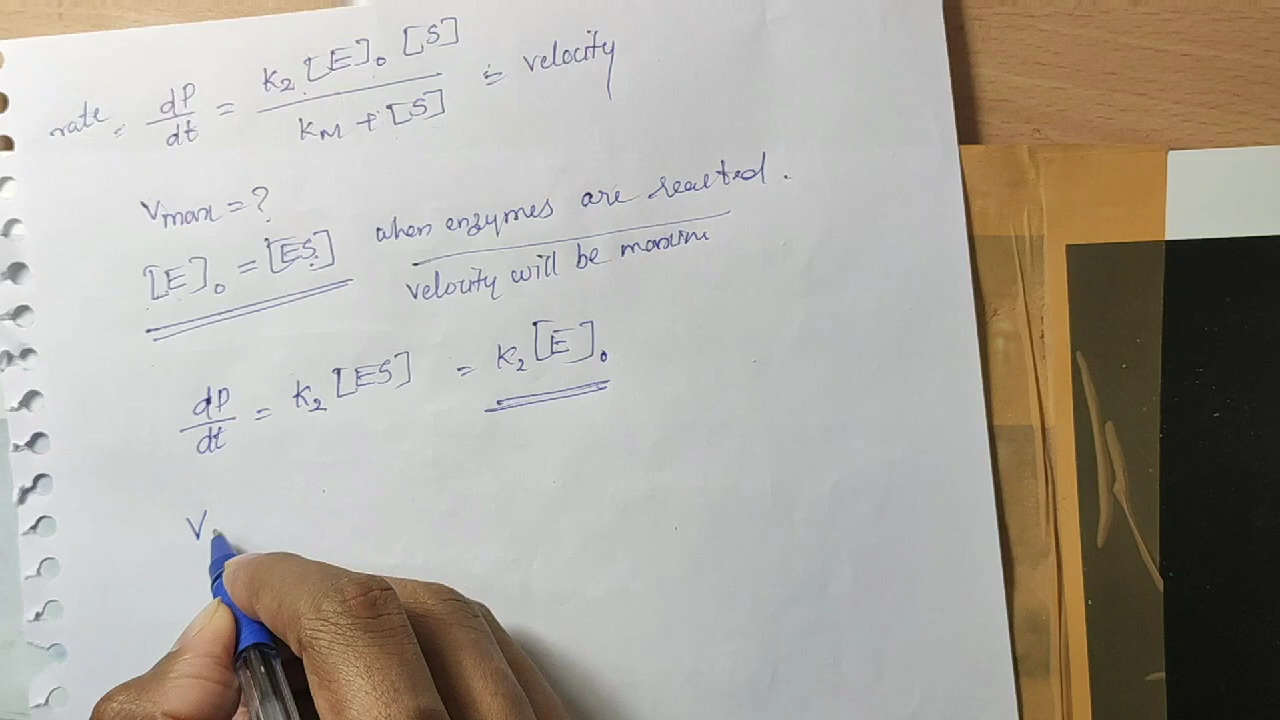 rate = dP/dt = K₂ [E]₀ [S] / KM + [S] = velocity
Vmax = ?
[E]₀ = [ES] when enzymes are reacted.
velocity will be maxim
dP/dt = K₂ [ES] = K₂ [E]₀
V